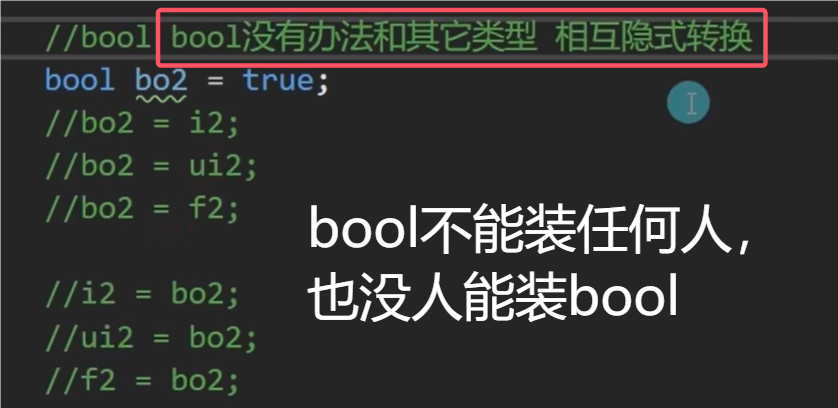 //bool bool没有办法和其它类型 相互隐式转换
bool bo2 = true;
//bo2 = i2;
//bo2 = ui2;
//bo2 = f2;
bool不能装任何人，
也没人能装bool
//i2 = bo2;
//ui2 = bo2;
//f2 = bo2;